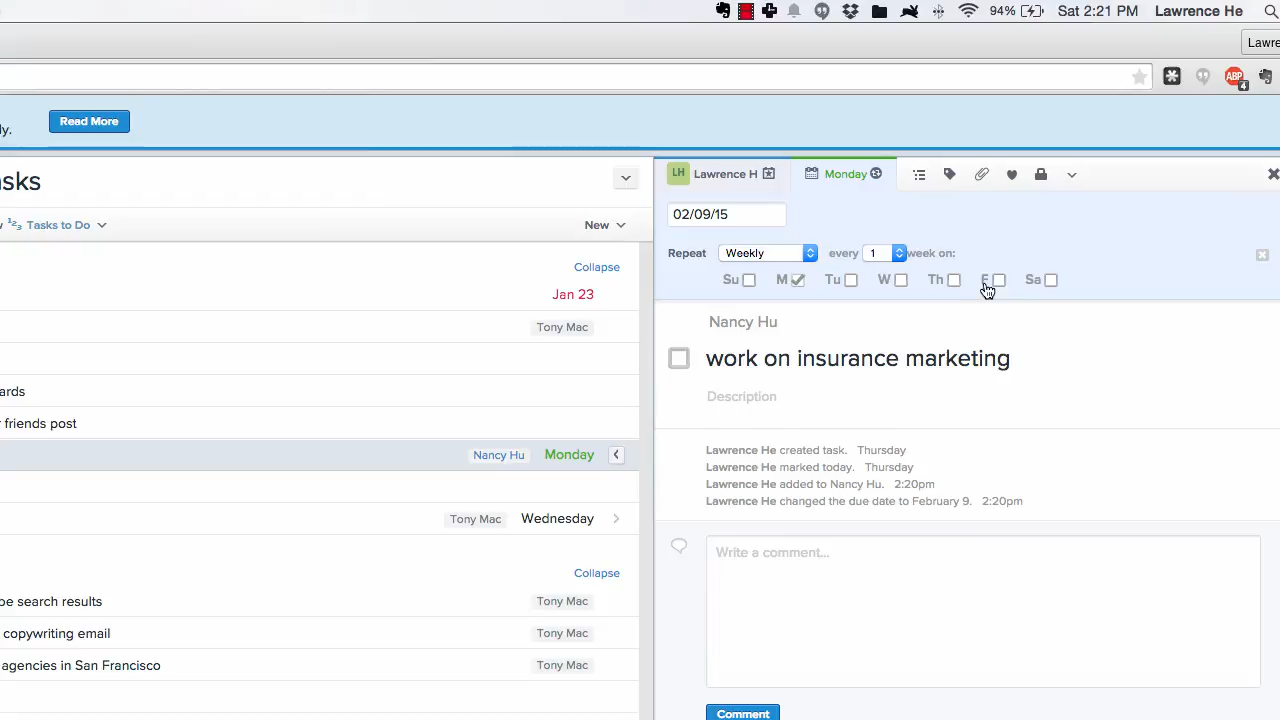 94% Sat 2:21 PM Lawrence He
Lawre
ABP
4
ly.
Read More
asks
LH Lawrence H
Monday
02/09/15
Tasks to Do
New
Repeat Weekly every 1 week on:
Collapse
Su M Tu W Th F Sa
Jan 23
Nancy Hu
Tony Mac
work on insurance marketing
ards
Description
r friends post
Nancy Hu Monday
Lawrence He created task. Thursday
Lawrence He marked today. Thursday
Lawrence He added to Nancy Hu. 2:20pm
Lawrence He changed the due date to February 9. 2:20pm
Tony Mac Wednesday
Write a comment...
Collapse
be search results Tony Mac
copywriting email Tony Mac
agencies in San Francisco Tony Mac
Comment